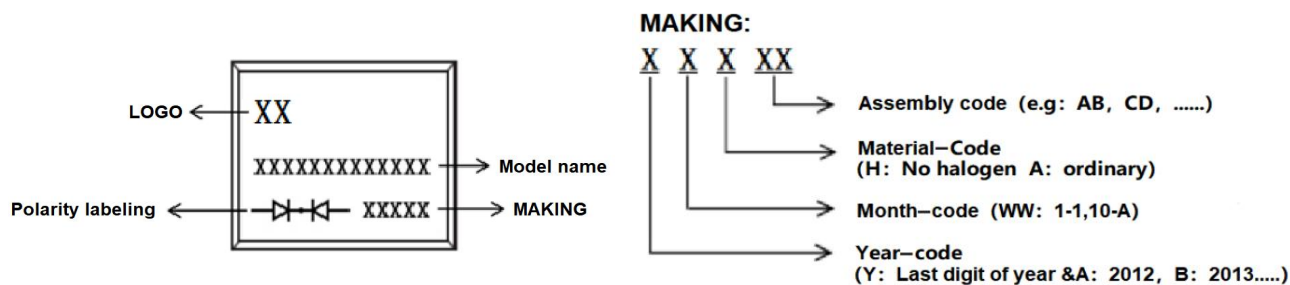 LOGO
XX
XXXXXXXXXXXXX
Model name
Polarity labeling
XXXXX
MAKING
MAKING:
X X X XX
Assembly code (e.g: AB, CD, ......)
Material-Code
(H: No halogen A: ordinary)
Month-code (WW: 1-1,10-A)
Year-code
(Y: Last digit of year &A: 2012, B: 2013.....)